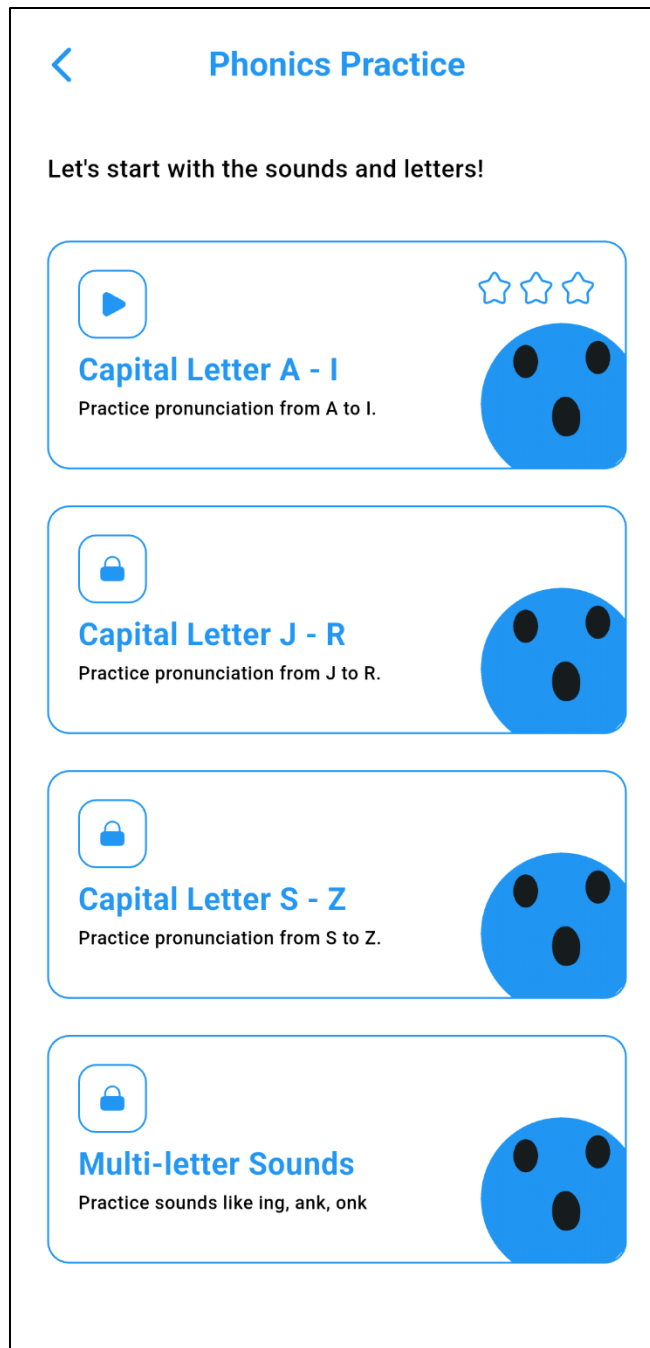 Phonics Practice
Let's start with the sounds and letters!
Capital Letter A - I
Practice pronunciation from A to I.
Capital Letter J - R
Practice pronunciation from J to R.
Capital Letter S - Z
Practice pronunciation from S to Z.
Multi-letter Sounds
Practice sounds like ing, ank, onk